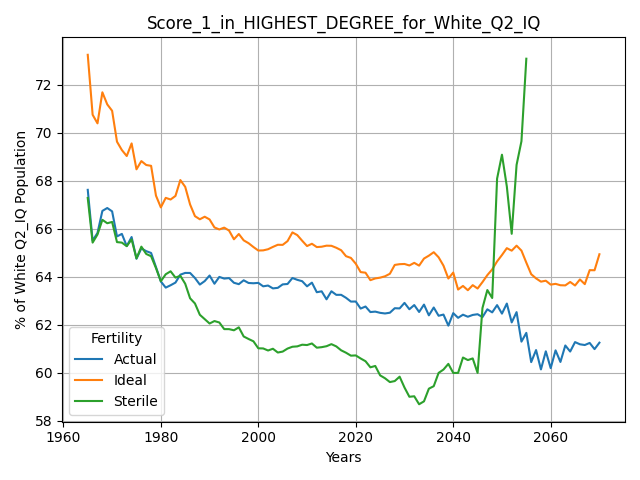 Score_1_in_HIGHEST_DEGREE_for_White_Q2_IQ
% of White Q2_IQ Population
72
70
68
66
64
62
60
58
Fertility
Actual
Ideal
Sterile
1960 1980 2000 2020 2040 2060
Years